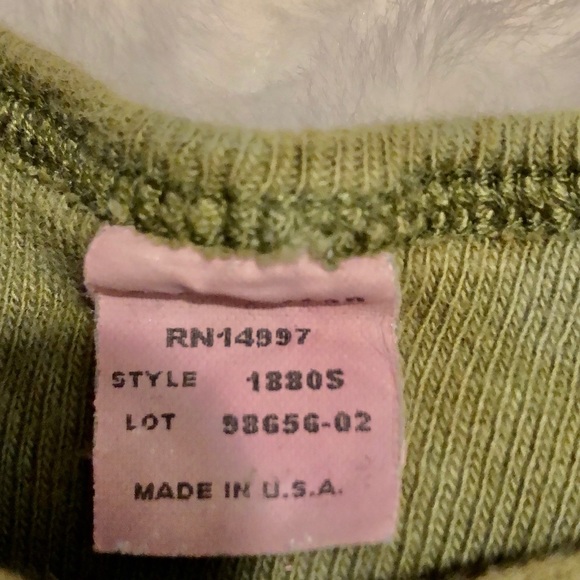 RN14997
STYLE 1880S
LOT 98656-02
MADE IN U.S.A.